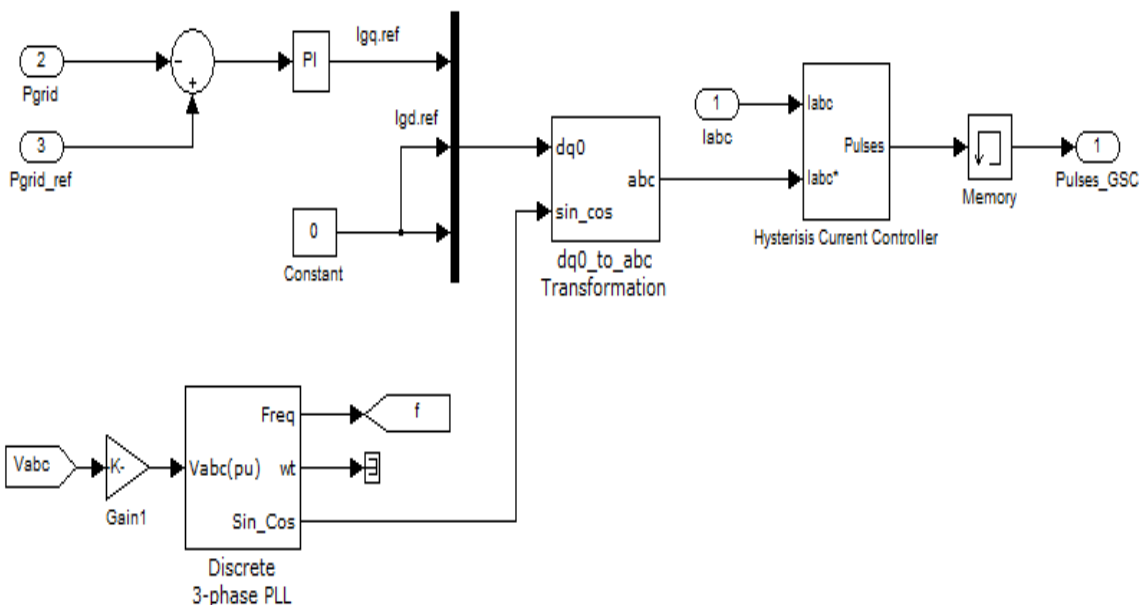 2
Pgrid
-
+
3
Pgrid_ref
PI
Igq.ref
Igd.ref
0
Constant
dq0
sin_cos
abc
dq0_to_abc
Transformation
1
Iabc
Iabc
Iabc*
Pulses
Hysterisis Current Controller
Memory
1
Pulses_GSC
Vabc
K-
Gain1
Vabc(pu)
Freq
wt
Sin_Cos
Discrete
3-phase PLL
f